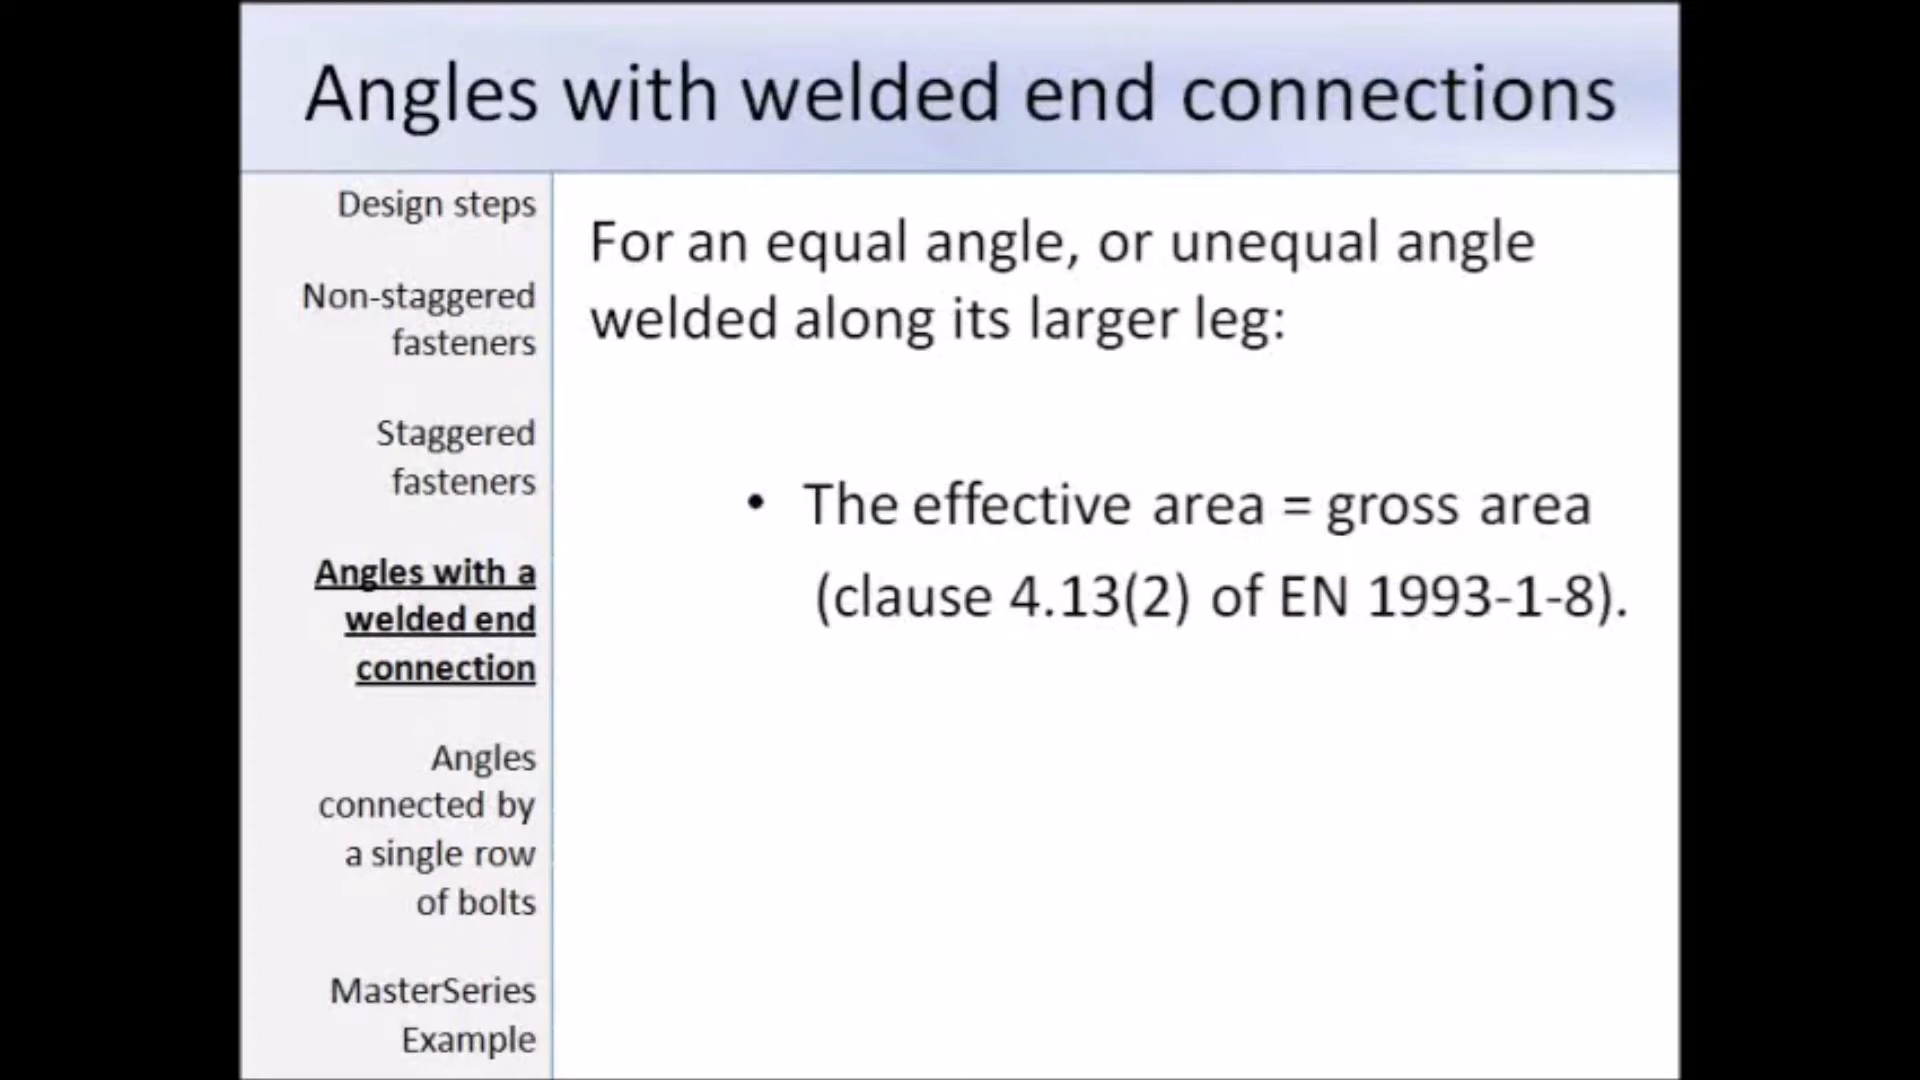 Angles with welded end connections
Design steps
Non-staggered
fasteners
Staggered
fasteners
Angles with a
welded end
connection
Angles
connected by
a single row
of bolts
MasterSeries
Example
For an equal angle, or unequal angle
welded along its larger leg:
• The effective area = gross area
(clause 4.13(2) of EN 1993-1-8).